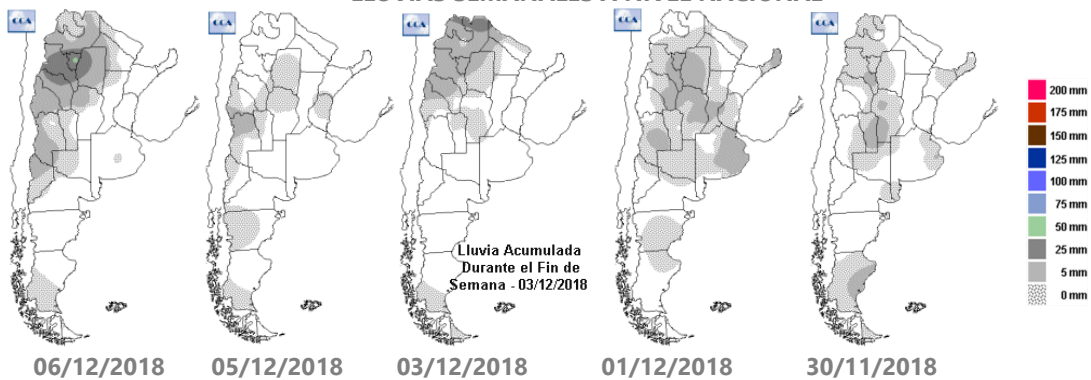 CCA
CCA
CCA
CCA
CCA
200 mm
175 mm
150 mm
125 mm
100 mm
75 mm
50 mm
25 mm
5 mm
0 mm
Lluvia Acumulada
Durante el Fin de
Semana - 03/12/2018
06/12/2018
05/12/2018
03/12/2018
01/12/2018
30/11/2018